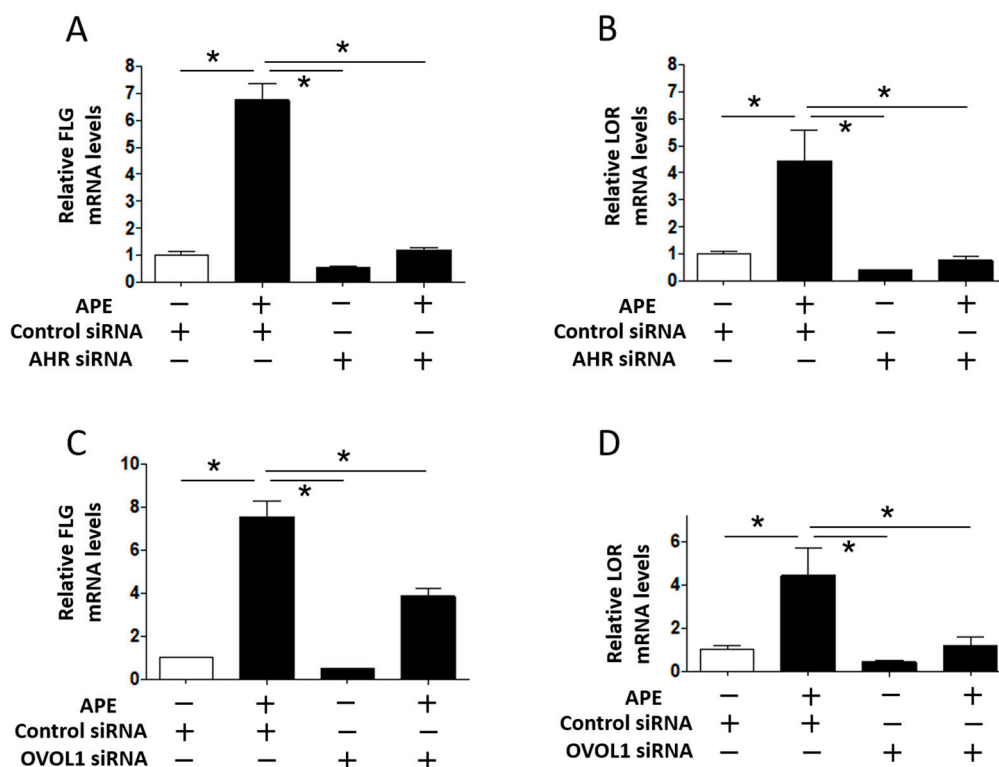 A
Relative FLG
mRNA levels
8
7
6
5
4
3
2
1
0
* * *
APE − + − +
Control siRNA + + − −
AHR siRNA − − + +
B
Relative LOR
mRNA levels
8
7
6
5
4
3
2
1
0
* * *
APE − + − +
Control siRNA + + − −
AHR siRNA − − + +
C
Relative FLG
mRNA levels
10
8
6
4
2
0
* * *
APE − + − +
Control siRNA + + − −
OVOL1 siRNA − − + +
D
Relative LOR
mRNA levels
6
4
2
0
* * *
APE − + − +
Control siRNA + + − −
OVOL1 siRNA − − + +